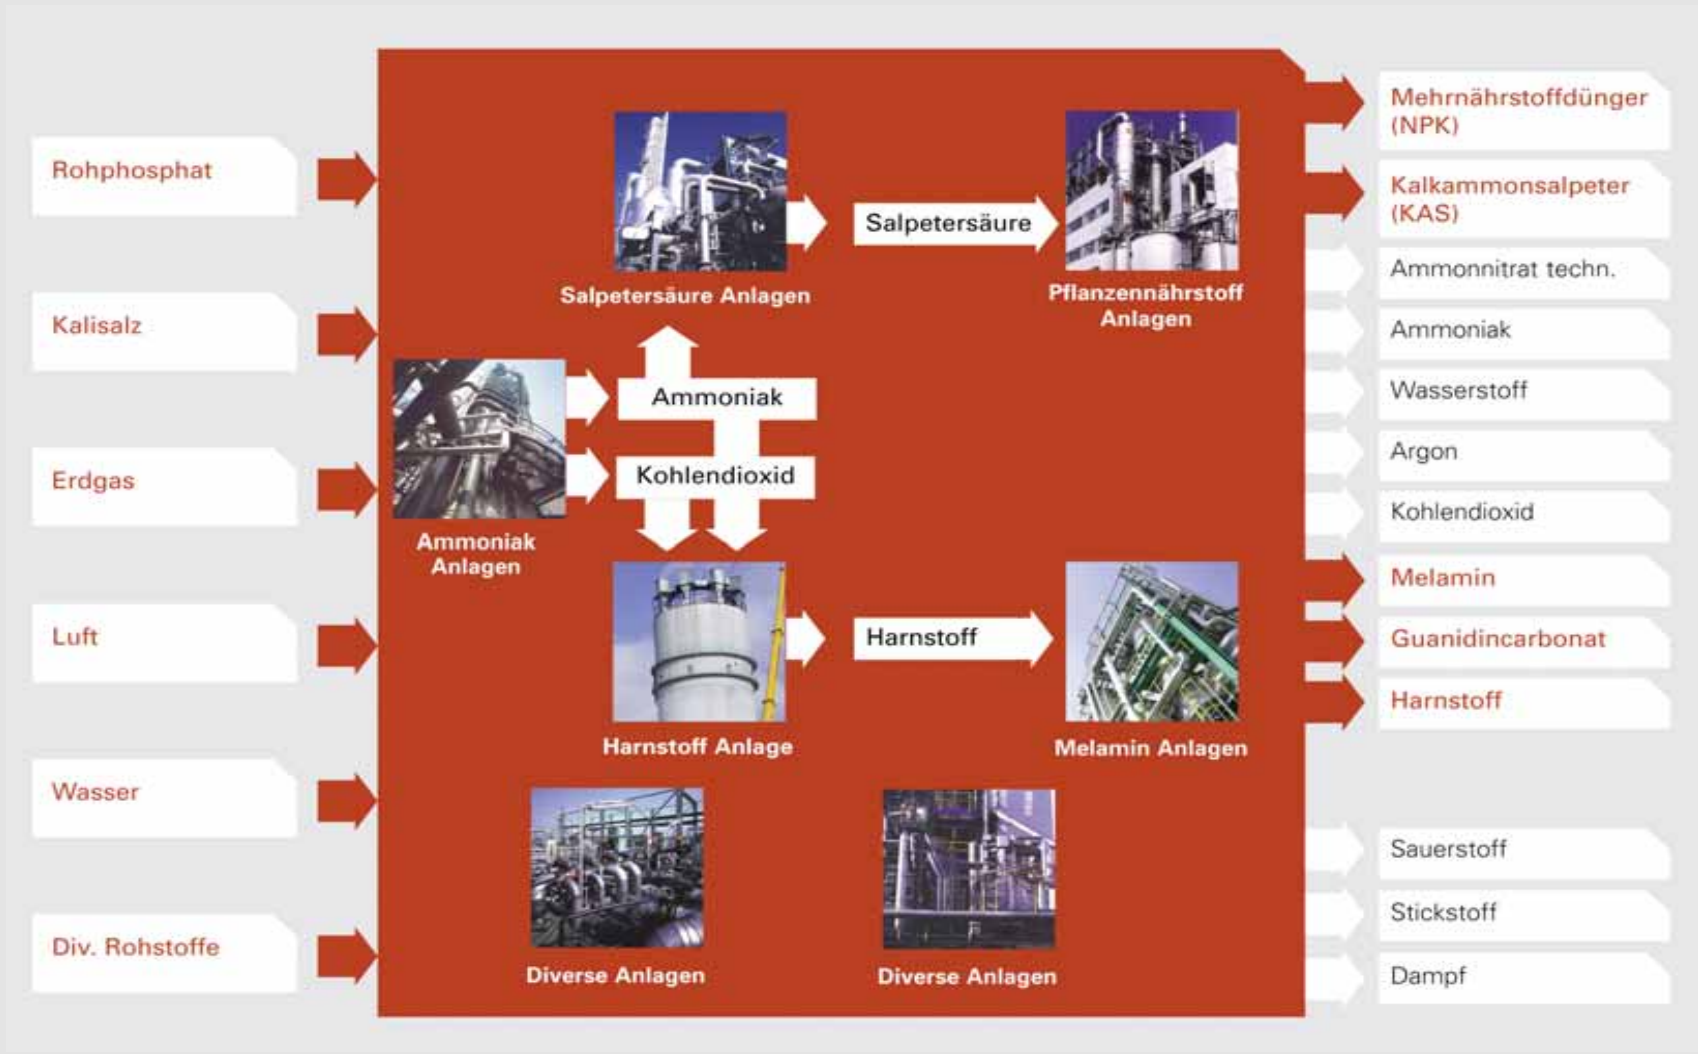 Rohphosphat
Kalisalz
Erdgas
Luft
Wasser
Div. Rohstoffe
Salpetersäure Anlagen
Salpetersäure
Pflanzennährstoff
Anlagen
Ammoniak
Kohlendioxid
Ammoniak
Anlagen
Harnstoff Anlage
Harnstoff
Melamin Anlagen
Diverse Anlagen
Diverse Anlagen
Mehrnährstoffdünger
(NPK)
Kalkammonsalpeter
(KAS)
Ammonnitrat techn.
Ammoniak
Wasserstoff
Argon
Kohlendioxid
Melamin
Guanidincarbonat
Harnstoff
Sauerstoff
Stickstoff
Dampf